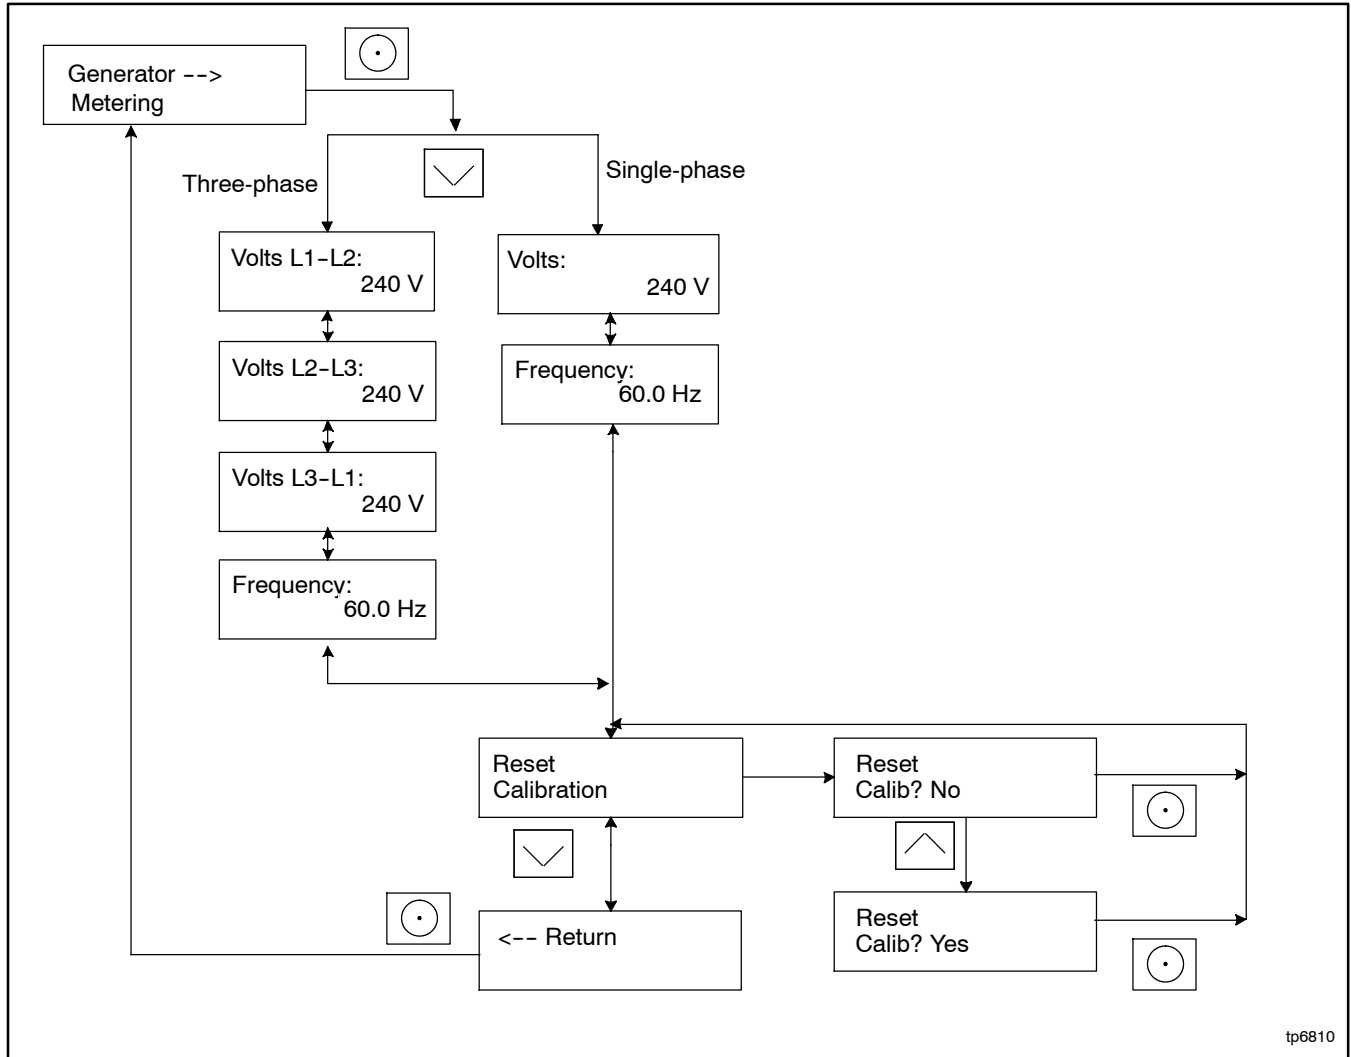 Generator -->
Metering
Three-phase
Single-phase
Volts L1-L2:
240 V
Volts:
240 V
Volts L2-L3:
240 V
Frequency:
60.0 Hz
Volts L3-L1:
240 V
Frequency:
60.0 Hz
Reset
Calibration
Reset
Calib? No
<-- Return
Reset
Calib? Yes
tp6810